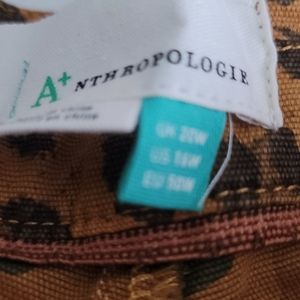 A+NTHROPOLOGIE
UK 20W
US 16W
EU 50W